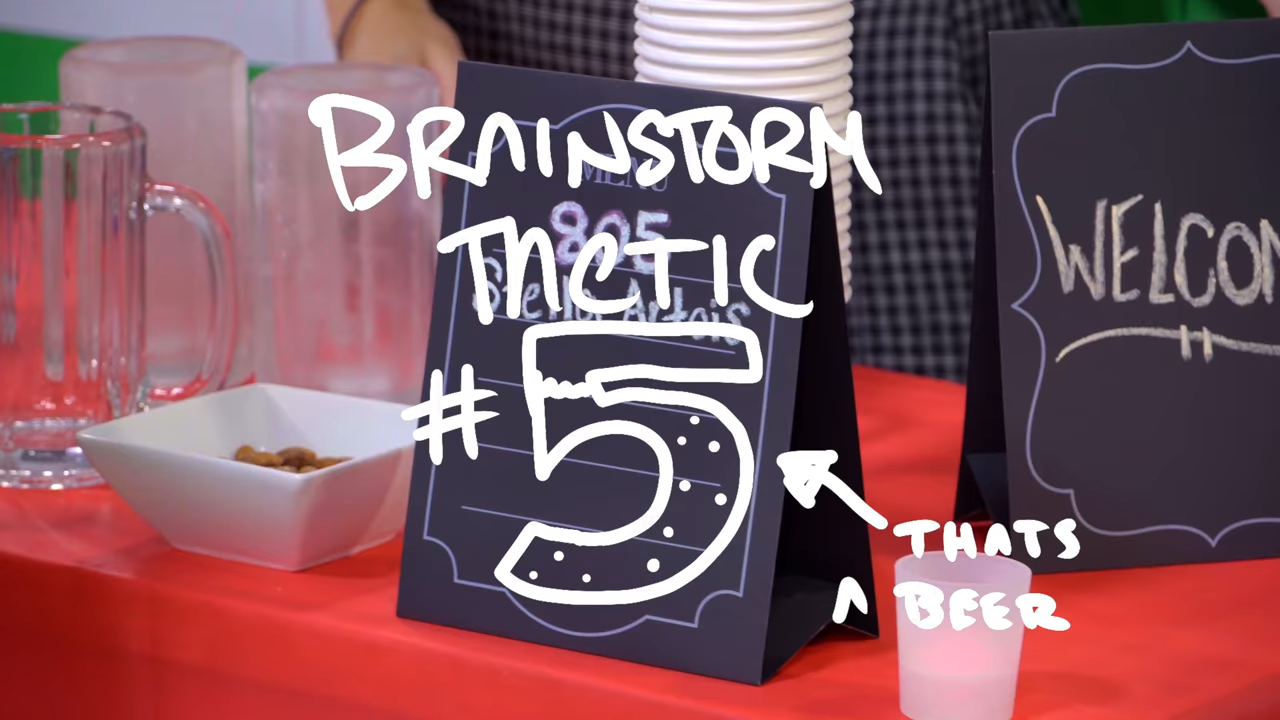 BRAINSTORM
MENU
805
TACTIC
Stella Artois
#5
WELCOM
THATS
A BEER